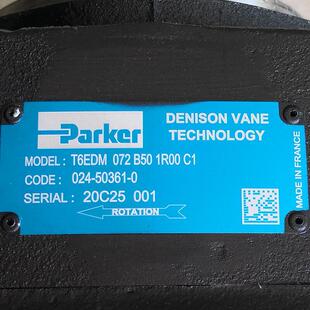 Parker
DENISON VANE
TECHNOLOGY
MODEL : T6EDM 072 B50 1R00 C1
CODE : 024-50361-0
SERIAL : 20C25 001
ROTATION
MADE IN FRANCE